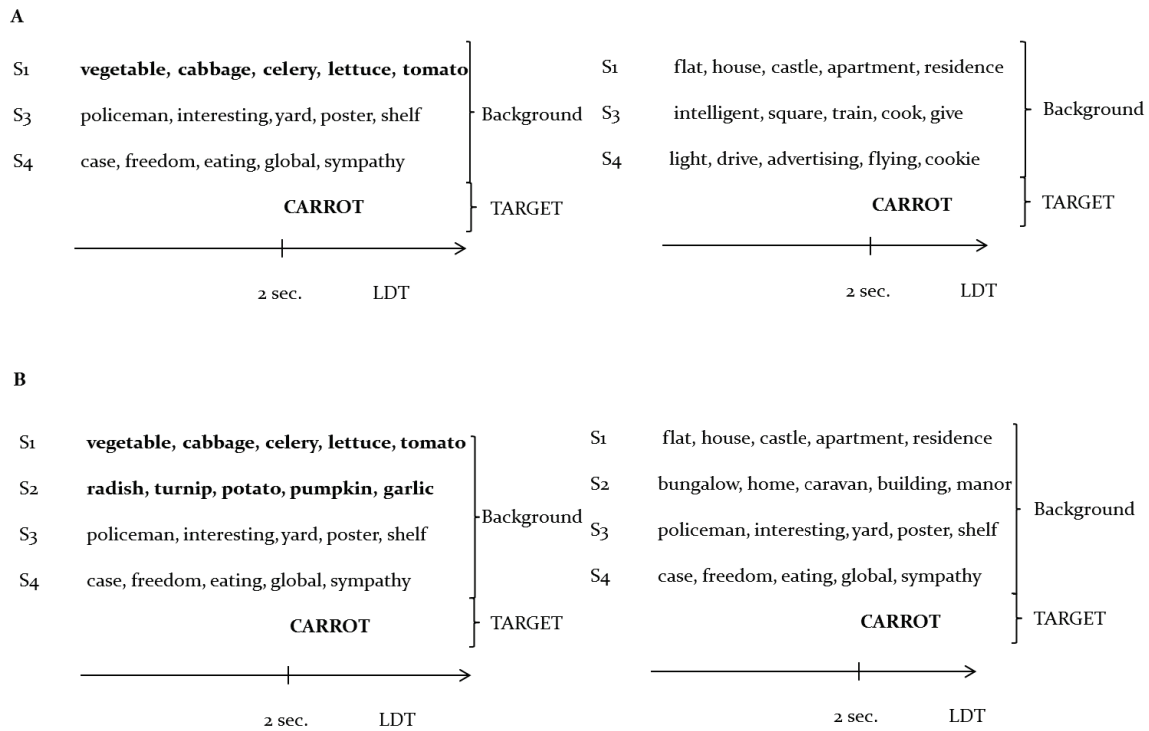 A
S1 vegetable, cabbage, celery, lettuce, tomato
S3 policeman, interesting, yard, poster, shelf
S4 case, freedom, eating, global, sympathy
Background
CARROT
TARGET
2 sec. LDT
S1 flat, house, castle, apartment, residence
S3 intelligent, square, train, cook, give
S4 light, drive, advertising, flying, cookie
Background
CARROT
TARGET
2 sec. LDT
B
S1 vegetable, cabbage, celery, lettuce, tomato
S2 radish, turnip, potato, pumpkin, garlic
S3 policeman, interesting, yard, poster, shelf
S4 case, freedom, eating, global, sympathy
Background
CARROT
TARGET
2 sec. LDT
S1 flat, house, castle, apartment, residence
S2 bungalow, home, caravan, building, manor
S3 policeman, interesting, yard, poster, shelf
S4 case, freedom, eating, global, sympathy
Background
CARROT
TARGET
2 sec. LDT